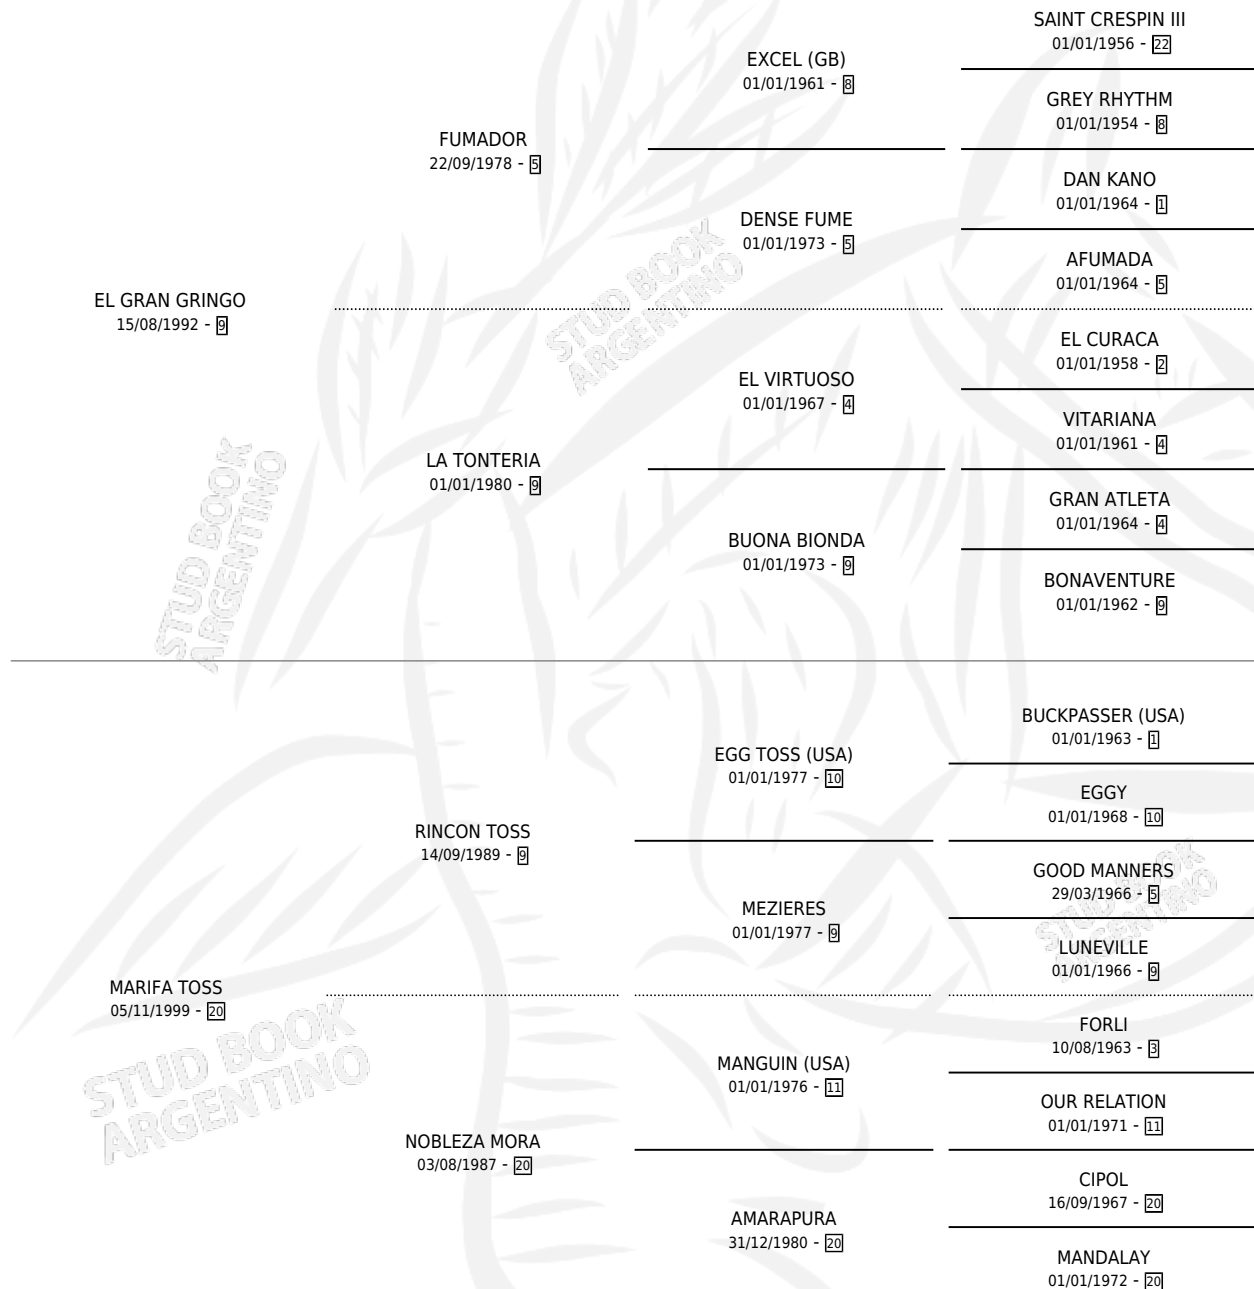 SAINT CRESPIN III
01/01/1956 - 22
EXCEL (GB)
01/01/1961 - 8
GREY RHYTHM
01/01/1954 - 8
FUMADOR
22/09/1978 - 5
DAN KANO
01/01/1964 - 1
DENSE FUME
01/01/1973 - 5
AFUMADA
01/01/1964 - 5
EL GRAN GRINGO
15/08/1992 - 9
STUD BOOK
ARGENTINO
EL CURACA
01/01/1958 - 2
EL VIRTUOSO
01/01/1967 - 4
VITARIANA
01/01/1961 - 4
LA TONTERIA
01/01/1980 - 9
GRAN ATLETA
01/01/1964 - 4
BUONA BIONDA
01/01/1973 - 9
BONAVENTURE
01/01/1962 - 9
STUD BOOK
ARGENTINO
BUCKPASSER (USA)
01/01/1963 - 1
EGG TOSS (USA)
01/01/1977 - 10
EGGY
01/01/1968 - 10
RINCON TOSS
14/09/1989 - 9
GOOD MANNERS
29/03/1966 - 5
MEZIERES
01/01/1977 - 9
LUNEVILLE
01/01/1966 - 9
STUD BOOK
ARGENTINO
MARIFA TOSS
05/11/1999 - 20
STUD BOOK
ARGENTINO
FORLI
10/08/1963 - 3
MANGUIN (USA)
01/01/1976 - 11
OUR RELATION
01/01/1971 - 11
NOBLEZA MORA
03/08/1987 - 20
CIPOL
16/09/1967 - 20
AMARAPURA
31/12/1980 - 20
MANDALAY
01/01/1972 - 20